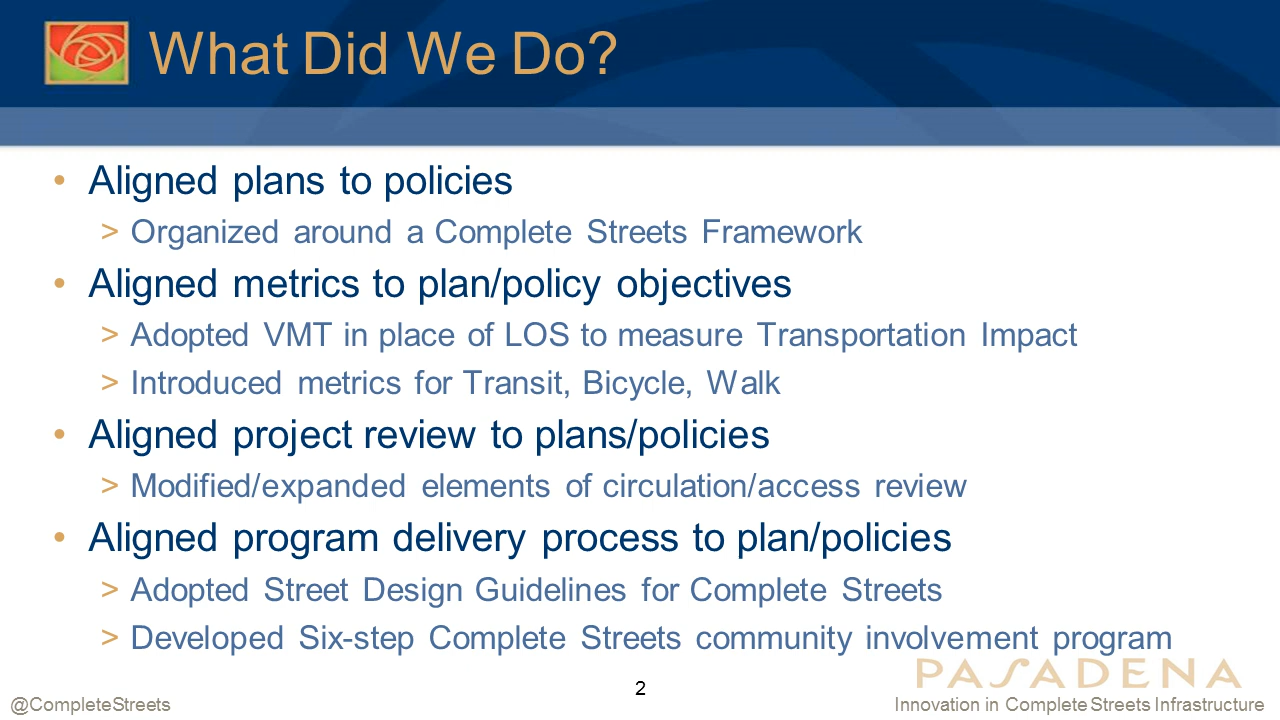 What Did We Do?
• Aligned plans to policies
> Organized around a Complete Streets Framework
• Aligned metrics to plan/policy objectives
> Adopted VMT in place of LOS to measure Transportation Impact
> Introduced metrics for Transit, Bicycle, Walk
• Aligned project review to plans/policies
> Modified/expanded elements of circulation/access review
• Aligned program delivery process to plan/policies
> Adopted Street Design Guidelines for Complete Streets
> Developed Six-step Complete Streets community involvement program
PASADENA
2
@CompleteStreets
Innovation in Complete Streets Infrastructure